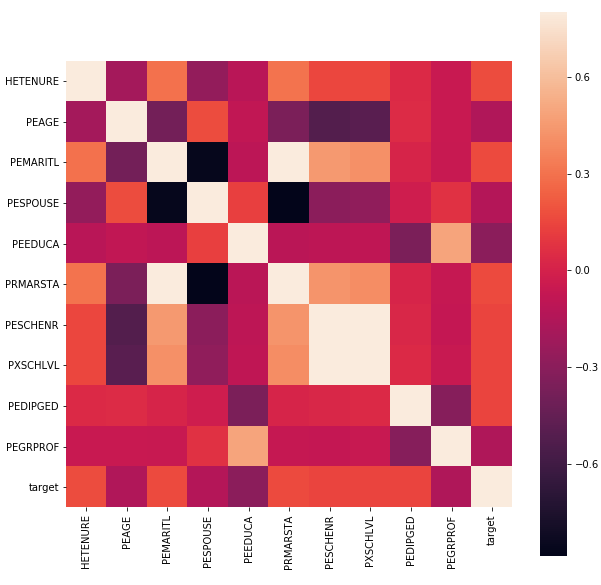 HETENURE
PEAGE
PEMARITL
PESPOUSE
PEEDUCA
PRMARSTA
PESCHENR
PXSCHLVL
PEDIPGED
PEGRPROF
target
HETENURE
PEAGE
PEMARITL
PESPOUSE
PEEDUCA
PRMARSTA
PESCHENR
PXSCHLVL
PEDIPGED
PEGRPROF
target
0.6
0.3
0.0
−0.3
−0.6